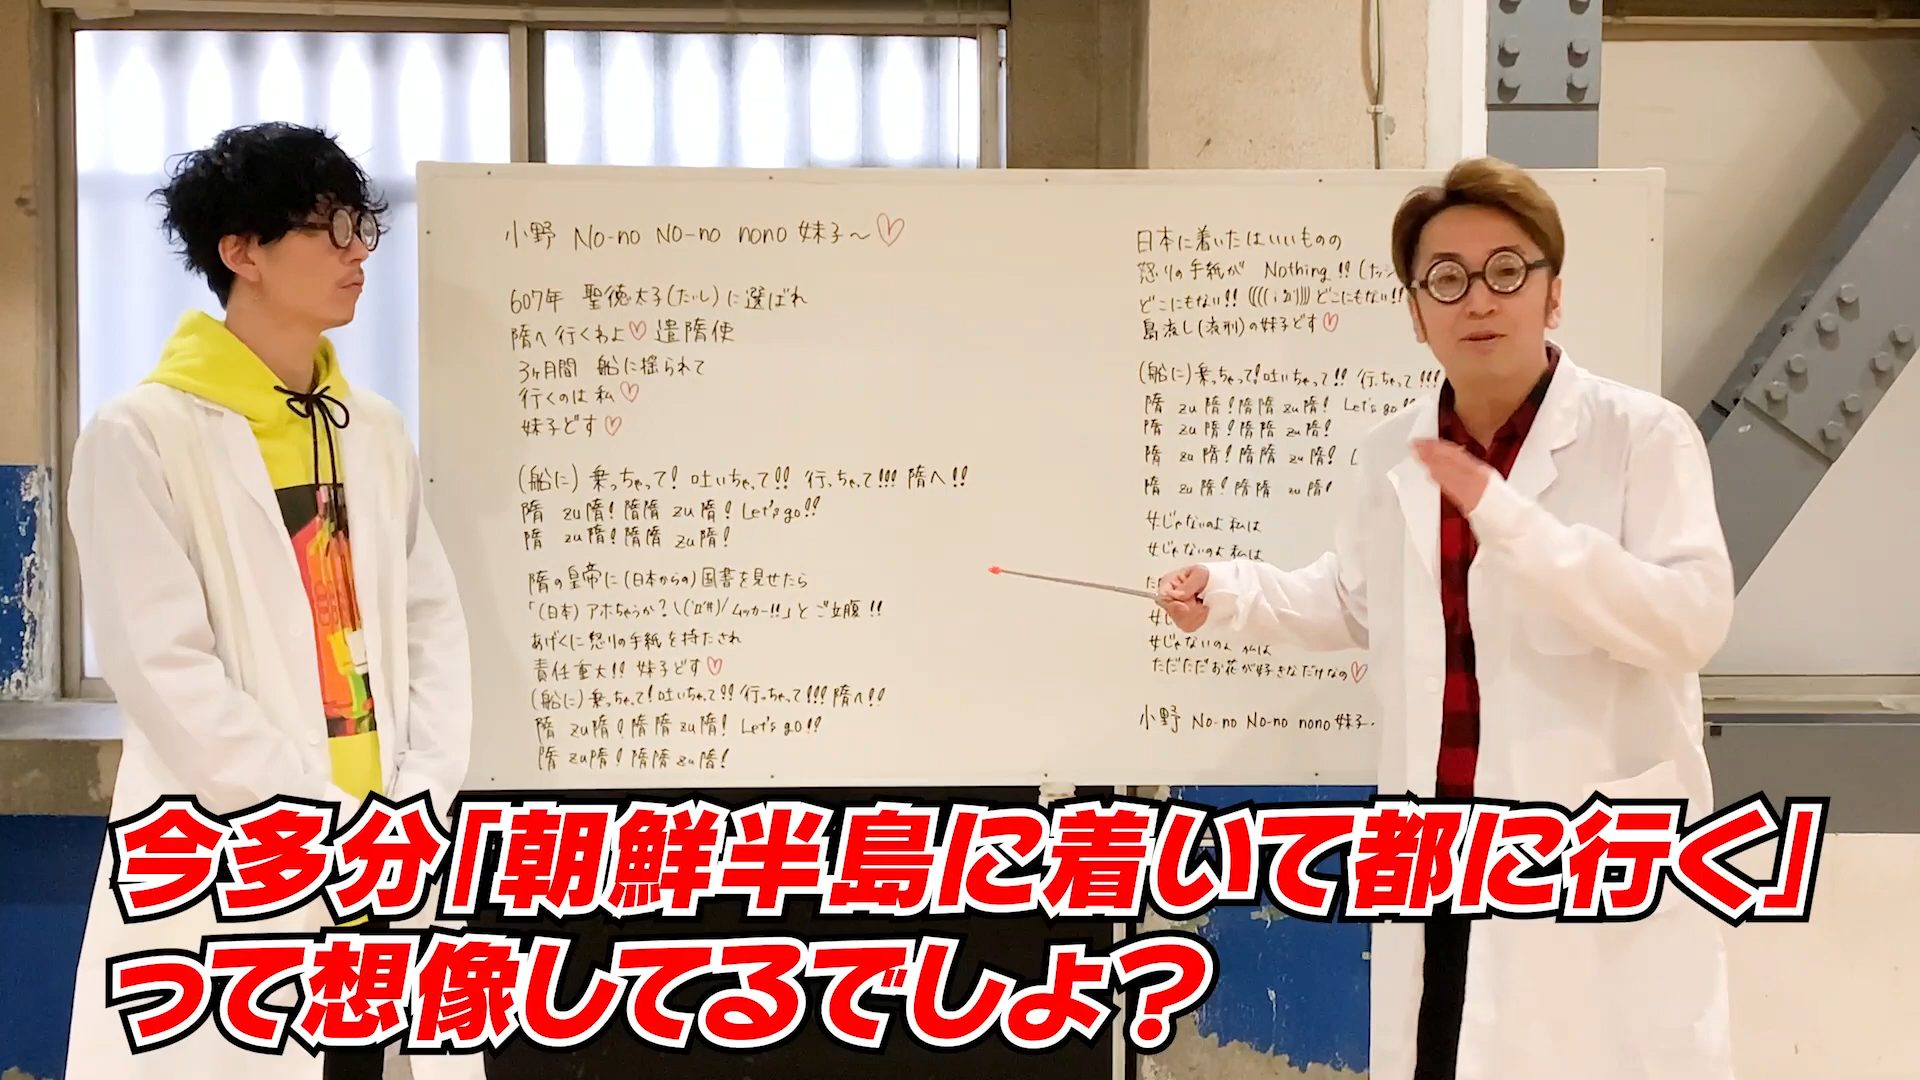 小野 No-no No-no nono 妹子～♡
607年 聖徳太子(たいし)に選ばれ
隋へ行くわよ♡遣隋使
3ヶ月間 船に揺られて
行くのは私♡
妹子どす♡
(船に)乗っちゃって! 吐いちゃって!! 行っちゃって!!! 隋へ!!
隋 zu 隋! 隋隋 zu 隋! Let's go!!
隋 zu 隋! 隋隋 zu 隋!
隋の皇帝に(日本からの)国書を見せたら
「(日本)アホちゃうか? ムッカー!!」とご立腹!!
あげくに怒りの手紙を持たされ
責任重大!! 妹子どす♡
(船に)乗っちゃって!吐いちゃって!! 行っちゃって!!! 隋へ!!
隋 zu 隋! 隋隋 zu 隋! Let's go!!
隋 zu 隋! 隋隋 zu 隋!
日本に着いたはいいものの
怒りの手紙が Nothing!!
どこにもない!! どこにもない!!
島流し(流刑)の妹子どす♡
(船に)乗っちゃって!吐いちゃって!! 行っちゃって!!!
隋 zu 隋! 隋隋 zu 隋! Let's go!!
隋 zu 隋! 隋隋 zu 隋!
隋 zu 隋! 隋隋 zu 隋! L
隋 zu 隋! 隋隋 zu 隋!
女じゃないのよ私は
女じゃないのよ私は
た
女じ
女じゃないのよ 私は
ただただお花が好きなだけなの♡
小野 No-no No-no nono 妹子
今多分「朝鮮半島に着いて都に行く」
って想像してるでしょ?